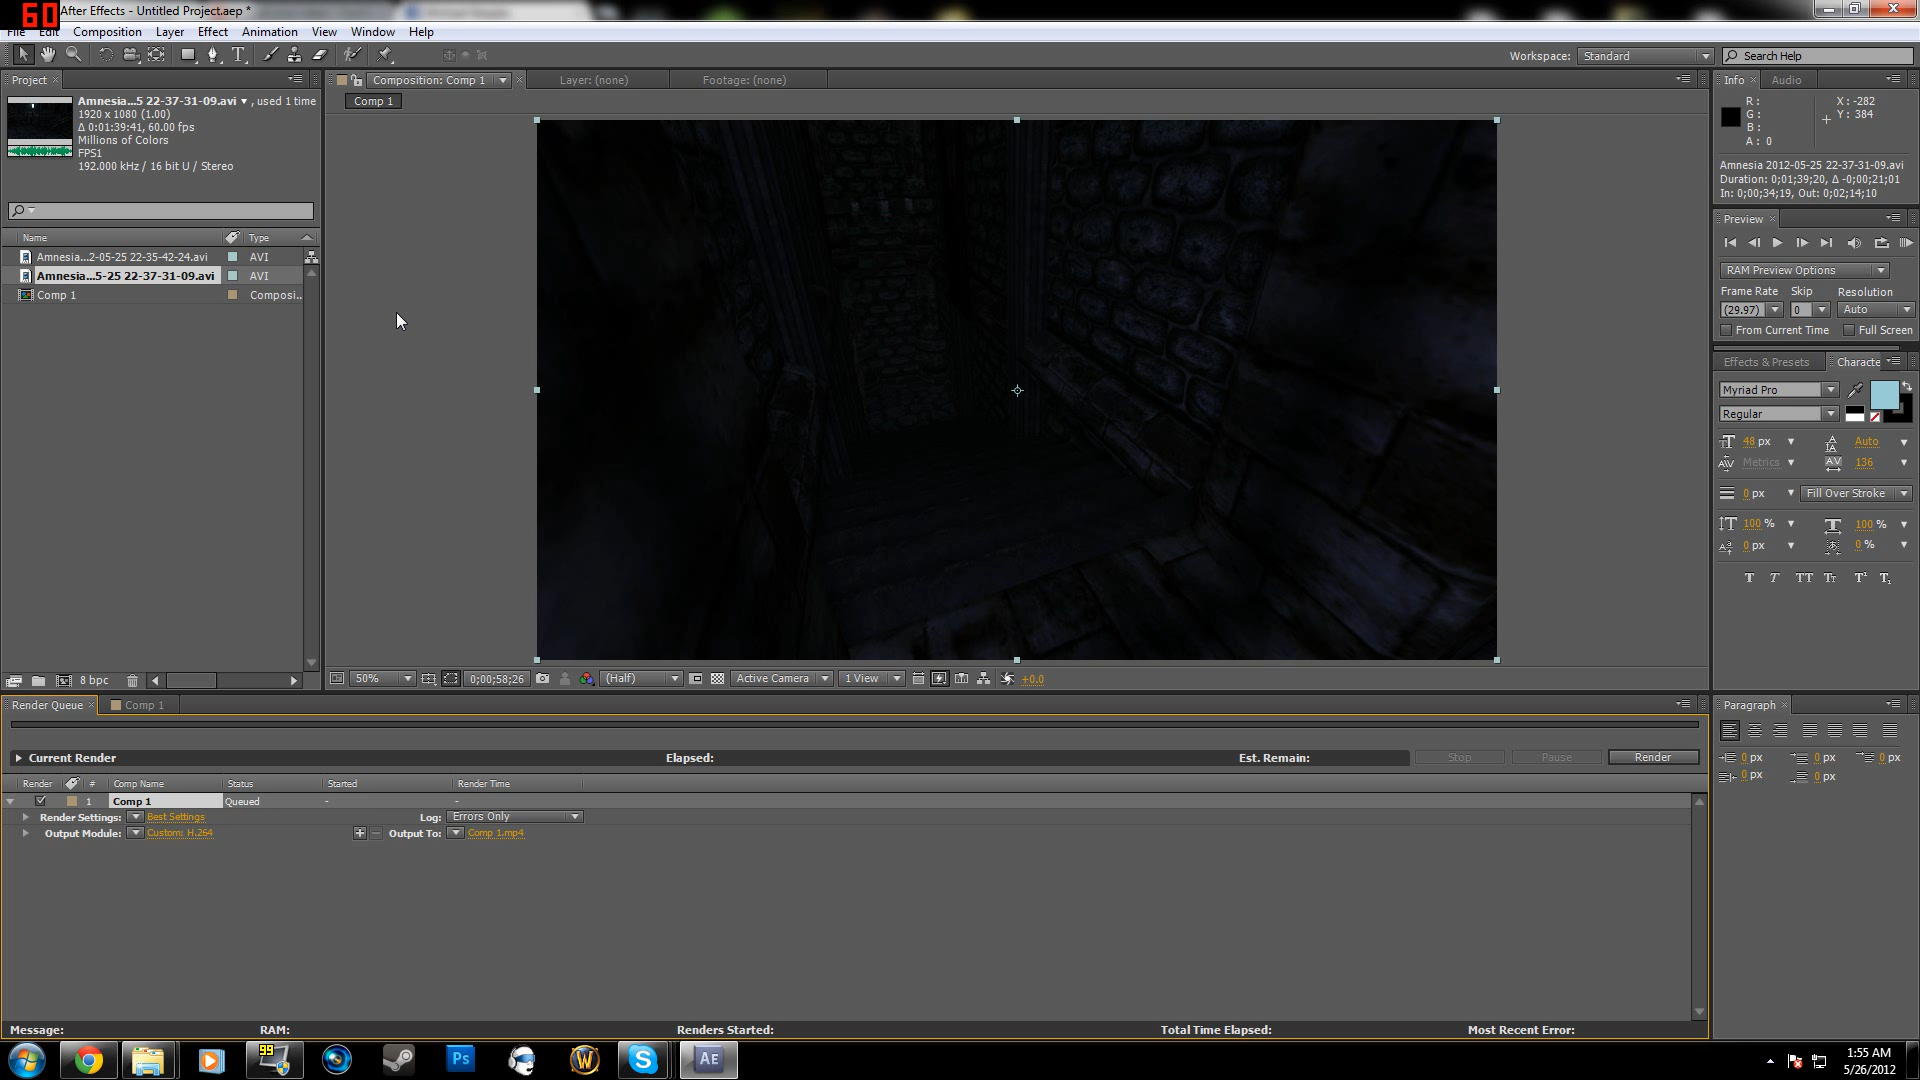 60
After Effects - Untitled Project.aep *
File Edit Composition Layer Effect Animation View Window Help
Workspace: Standard Search Help
Project
Amnesia...5 22-37-31-09.avi , used 1 time
1920 x 1080 (1.00)
Δ 0:01:39:41, 60.00 fps
Millions of Colors
FPS1
192.000 kHz / 16 bit U / Stereo
Name Type
Amnesia...2-05-25 22-35-42-24.avi AVI
Amnesia...5-25 22-37-31-09.avi AVI
Comp 1 Composi...
8 bpc
Composition: Comp 1 Layer: (none) Footage: (none)
Comp 1
50% 0;00;58;26 (Half) Active Camera 1 View +0.0
Info Audio
R : X : -282
G : Y : 384
B :
A : 0
Amnesia 2012-05-25 22-37-31-09.avi
Duration: 0;01;39;20, Δ -0;00;21;01
In: 0;00;34;19, Out: 0;02;14;10
Preview
RAM Preview Options
Frame Rate Skip Resolution
(29.97) 0 Auto
From Current Time Full Screen
Effects & Presets Characte
Myriad Pro
Regular
48 px Auto
Metrics 136
0 px Fill Over Stroke
100 % 100 %
0 px 0 %
T T TT Tt T¹ T₁
Render Queue Comp 1
Current Render Elapsed: Est. Remain: Stop Pause Render
Render # Comp Name Status Started Render Time
1 Comp 1 Queued - -
Render Settings: Best Settings Log: Errors Only
Output Module: Custom: H.264 Output To: Comp 1.mp4
Message: RAM: Renders Started: Total Time Elapsed: Most Recent Error:
Paragraph
0 px 0 px 0 px
0 px 0 px
99
Ps
S
AE
1:55 AM
5/26/2012